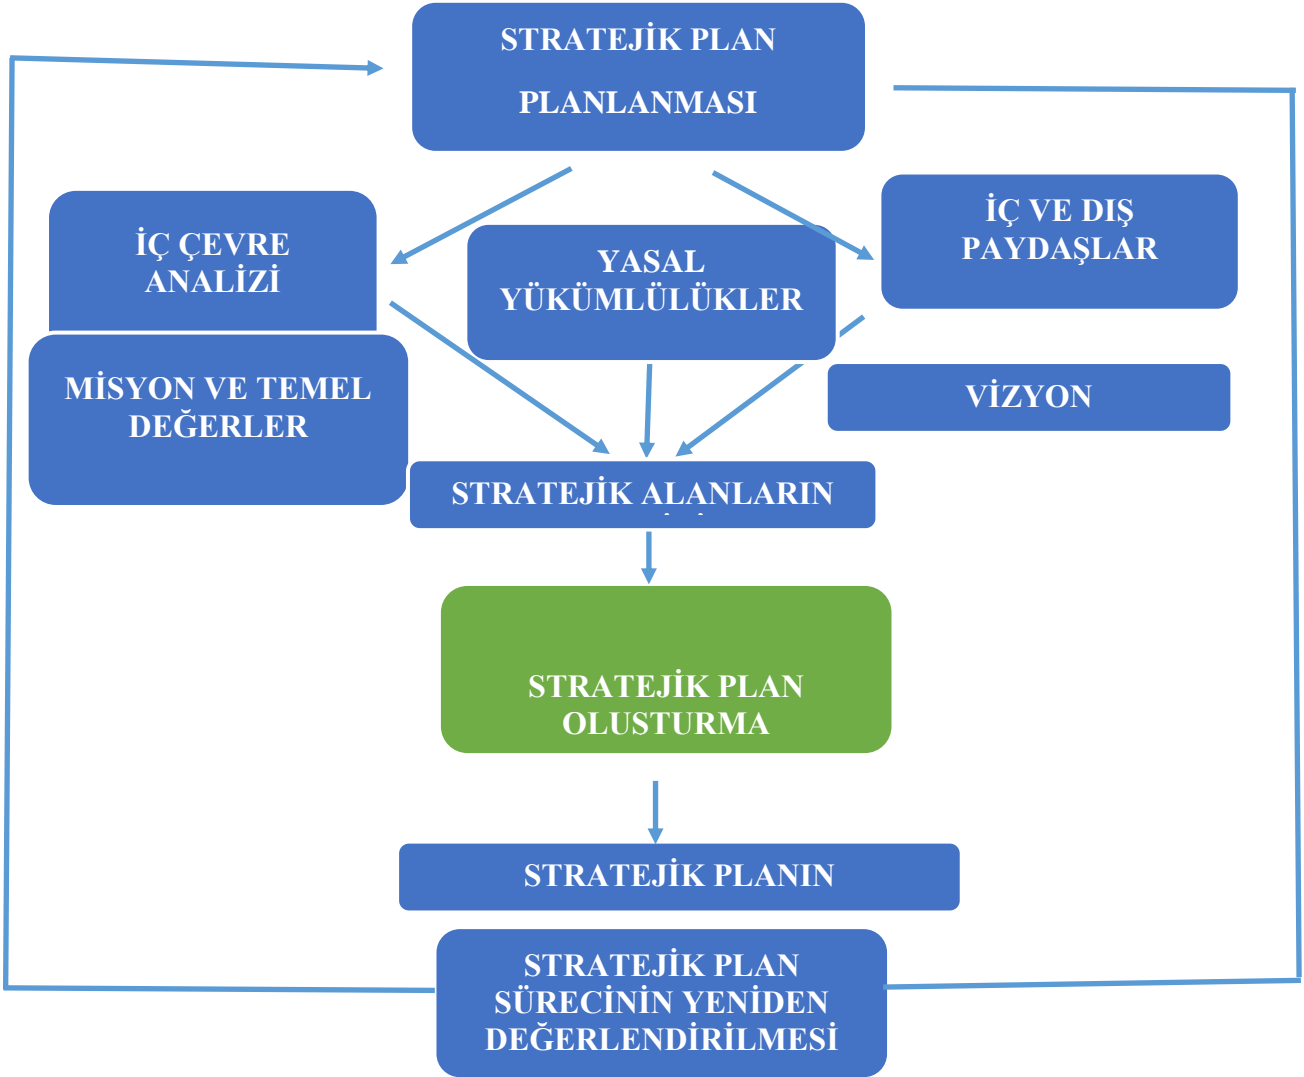 STRATEJİK PLAN
PLANLANMASI
İÇ ÇEVRE
ANALİZİ
YASAL
YÜKÜMLÜLÜKLER
İÇ VE DIŞ
PAYDAŞLAR
MİSYON VE TEMEL
DEĞERLER
VİZYON
STRATEJİK ALANLARIN
STRATEJİK PLAN
OLUSTURMA
STRATEJİK PLANIN
STRATEJİK PLAN
SÜRECİNİN YENİDEN
DEĞERLENDİRİLMESİ